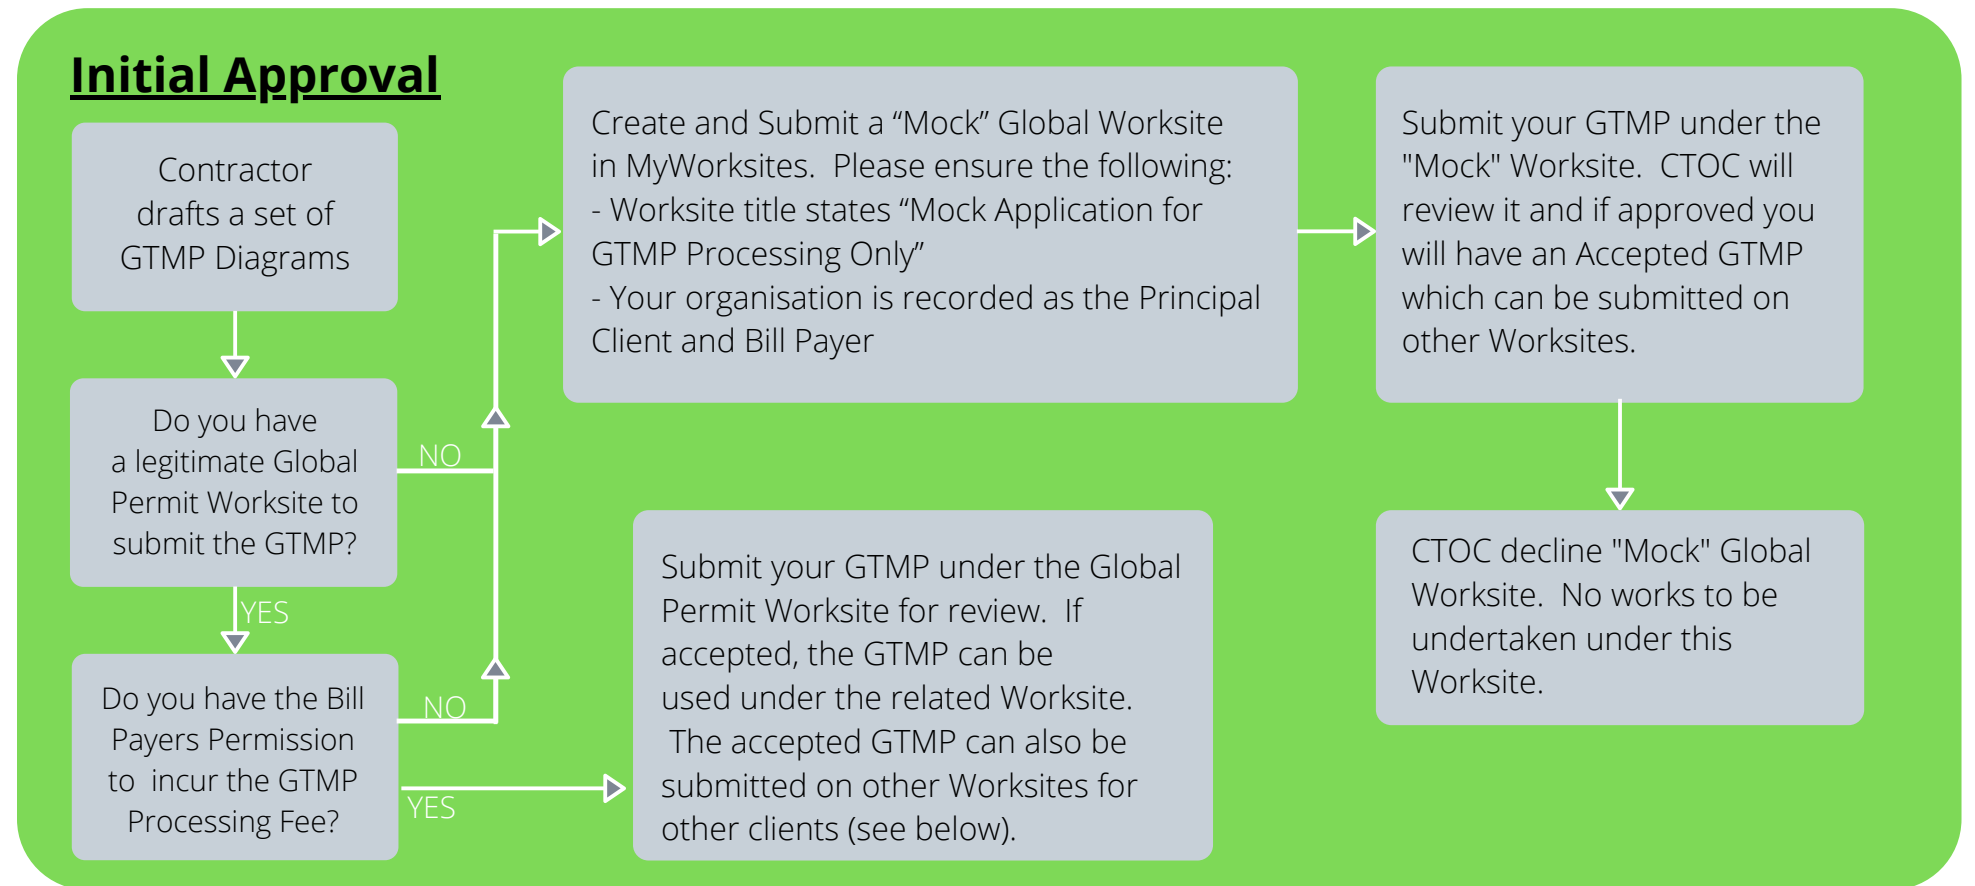 Initial Approval
Contractor
drafts a set of
GTMP Diagrams
Do you have
a legitimate Global
Permit Worksite to
submit the GTMP?
NO
YES
Do you have the Bill
Payers Permission
to  incur the GTMP
Processing Fee?
NO
YES
Create and Submit a “Mock” Global Worksite
in MyWorksites.  Please ensure the following:
- Worksite title states “Mock Application for
GTMP Processing Only”
- Your organisation is recorded as the Principal
Client and Bill Payer
Submit your GTMP under the
"Mock" Worksite.  CTOC will
review it and if approved you
will have an Accepted GTMP
which can be submitted on
other Worksites.
CTOC decline "Mock" Global
Worksite.  No works to be
undertaken under this
Worksite.
Submit your GTMP under the Global
Permit Worksite for review.  If
accepted, the GTMP can be
used under the related Worksite.
The accepted GTMP can also be
submitted on other Worksites for
other clients (see below).